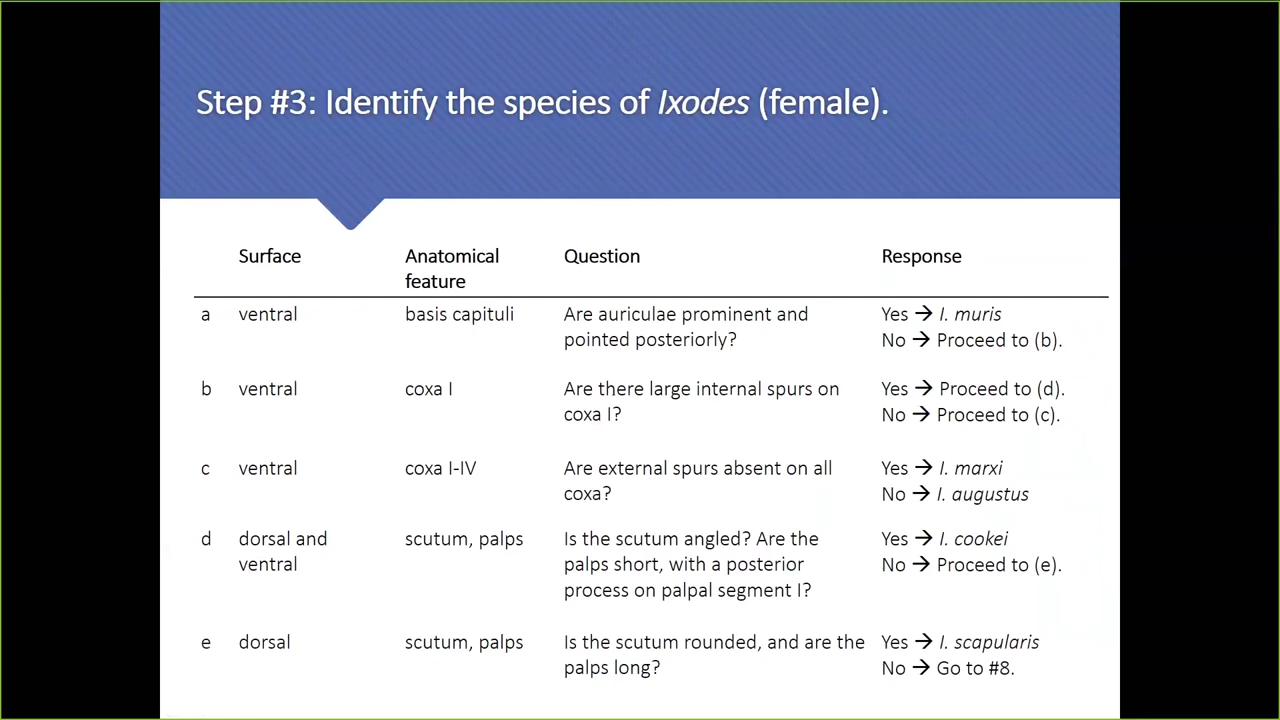 Step #3: Identify the species of Ixodes (female).
Surface Anatomical feature Question Response
a ventral basis capituli Are auriculae prominent and pointed posteriorly? Yes → I. muris
No → Proceed to (b).
b ventral coxa I Are there large internal spurs on coxa I? Yes → Proceed to (d).
No → Proceed to (c).
c ventral coxa I-IV Are external spurs absent on all coxa? Yes → I. marxi
No → I. augustus
d dorsal and ventral scutum, palps Is the scutum angled? Are the palps short, with a posterior process on palpal segment I? Yes → I. cookei
No → Proceed to (e).
e dorsal scutum, palps Is the scutum rounded, and are the palps long? Yes → I. scapularis
No → Go to #8.